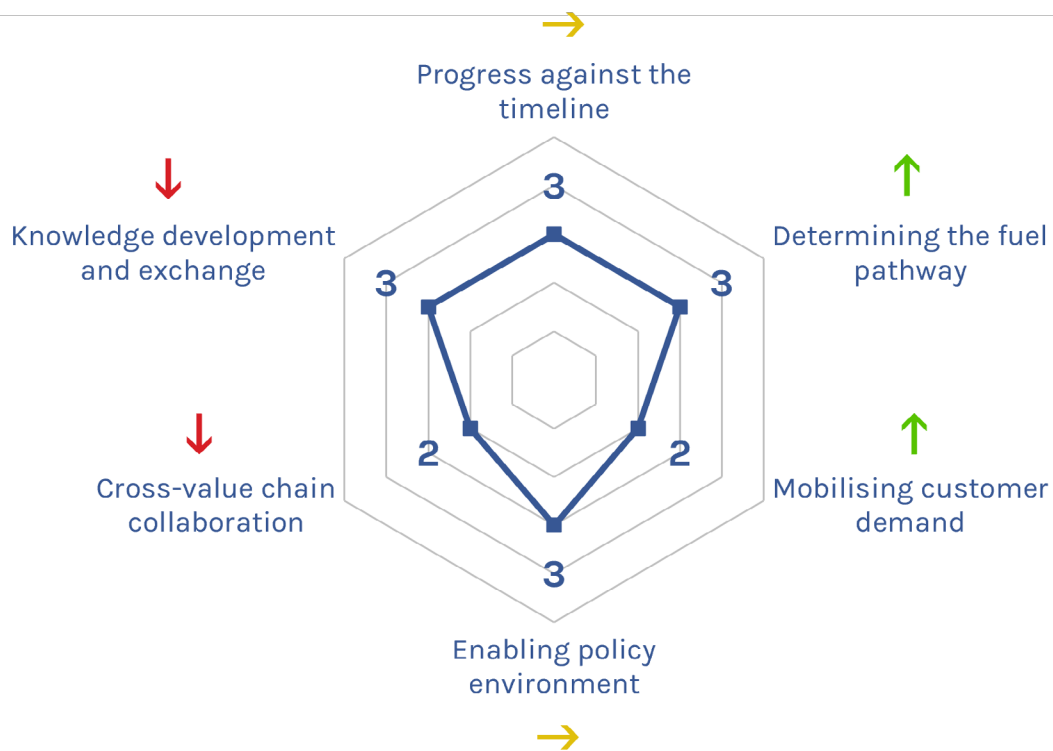 →
Progress against the
timeline
↓
↑
3
Knowledge development
and exchange
Determining the fuel
pathway
3
3
↓
↑
2
2
Cross-value chain
collaboration
Mobilising customer
demand
3
Enabling policy
environment
→